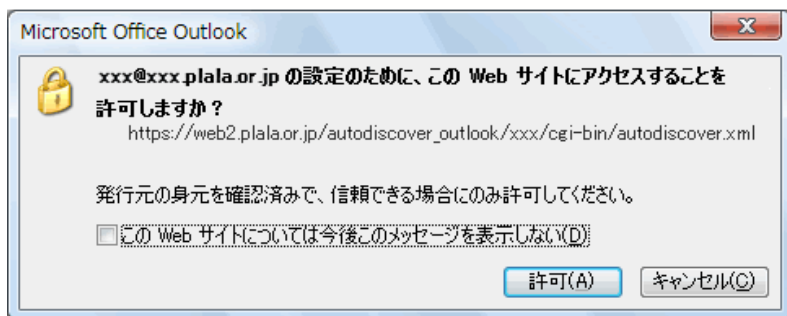 Microsoft Office Outlook
xxx@xxx.plala.or.jp の設定のために、この Web サイトにアクセスすることを
許可しますか？
https://web2.plala.or.jp/autodiscover_outlook/xxx/cgi-bin/autodiscover.xml
発行元の身元を確認済みで、信頼できる場合にのみ許可してください。
この Web サイトについては今後このメッセージを表示しない(D)
許可(A) キャンセル(C)